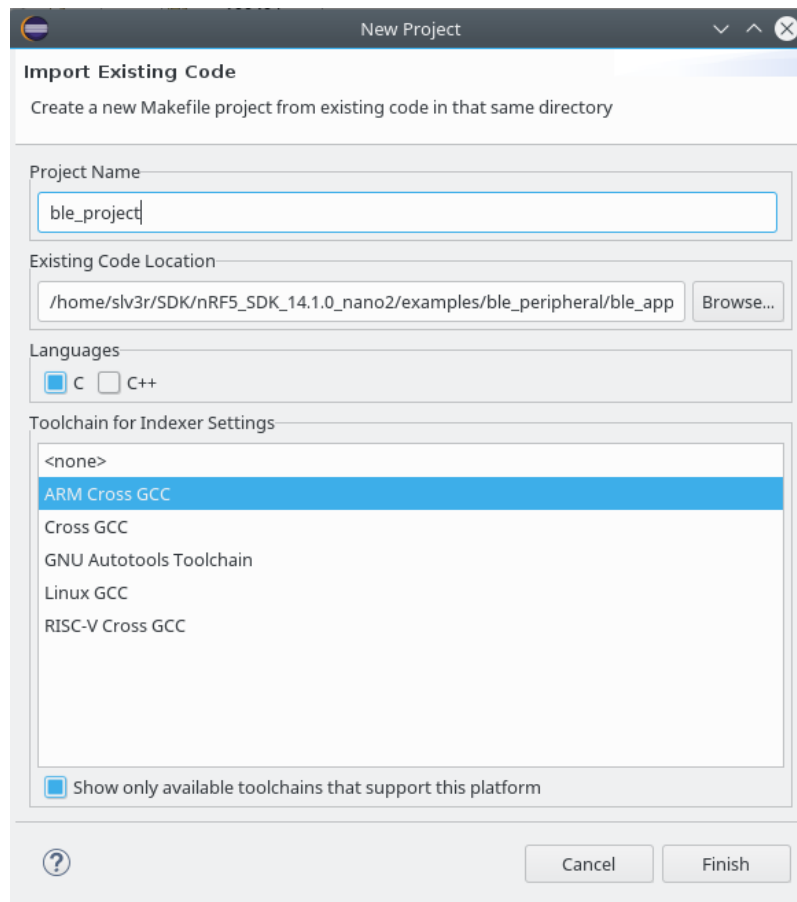 New Project
Import Existing Code
Create a new Makefile project from existing code in that same directory
Project Name
ble_project
Existing Code Location
/home/slv3r/SDK/nRF5_SDK_14.1.0_nano2/examples/ble_peripheral/ble_app
Browse...
Languages
C C++
Toolchain for Indexer Settings
<none>
ARM Cross GCC
Cross GCC
GNU Autotools Toolchain
Linux GCC
RISC-V Cross GCC
Show only available toolchains that support this platform
? Cancel Finish